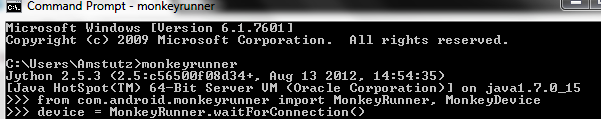 Command Prompt - monkeyrunner
Microsoft Windows [Version 6.1.7601]
Copyright (c) 2009 Microsoft Corporation.  All rights reserved.
C:\Users\Amstutz>monkeyrunner
Jython 2.5.3 (2.5:c56500f08d34+, Aug 13 2012, 14:54:35)
[Java HotSpot(TM) 64-Bit Server VM (Oracle Corporation)] on java1.7.0_15
>>> from com.android.monkeyrunner import MonkeyRunner, MonkeyDevice
>>> device = MonkeyRunner.waitForConnection()